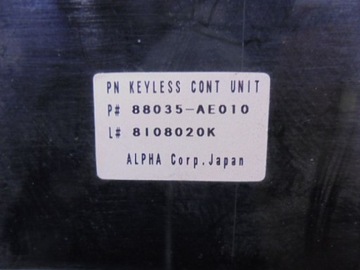 PN KEYLESS CONT UNIT
P# 88035-AE010
L# 8108020K
ALPHA Corp.Japan